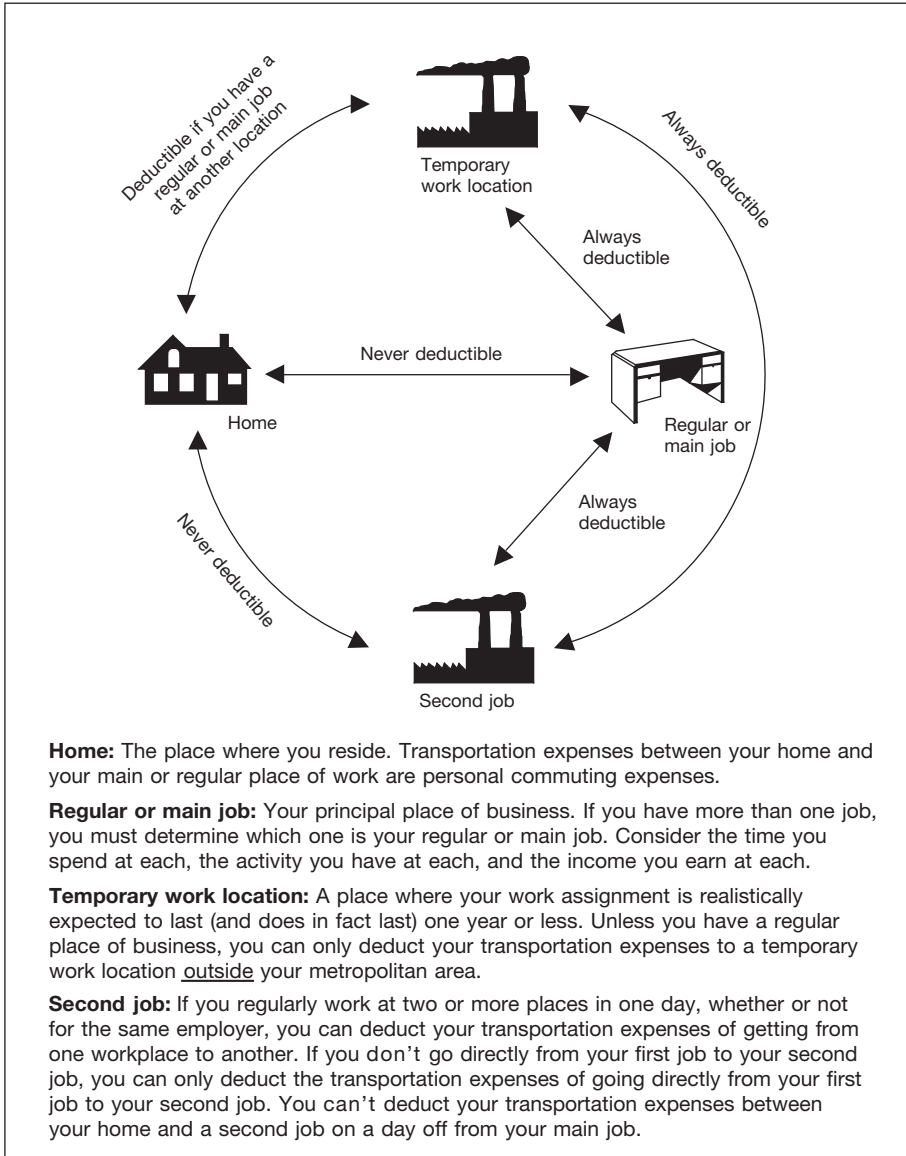 Deductible if you have a
regular or main job
at another location
Temporary
work location
Always deductible
Always
deductible
Never deductible
Home
Regular or
main job
Never deductible
Always
deductible
Second job
Home: The place where you reside. Transportation expenses between your home and
your main or regular place of work are personal commuting expenses.
Regular or main job: Your principal place of business. If you have more than one job,
you must determine which one is your regular or main job. Consider the time you
spend at each, the activity you have at each, and the income you earn at each.
Temporary work location: A place where your work assignment is realistically
expected to last (and does in fact last) one year or less. Unless you have a regular
place of business, you can only deduct your transportation expenses to a temporary
work location outside your metropolitan area.
Second job: If you regularly work at two or more places in one day, whether or not
for the same employer, you can deduct your transportation expenses of getting from
one workplace to another. If you don't go directly from your first job to your second
job, you can only deduct the transportation expenses of going directly from your first
job to your second job. You can't deduct your transportation expenses between
your home and a second job on a day off from your main job.